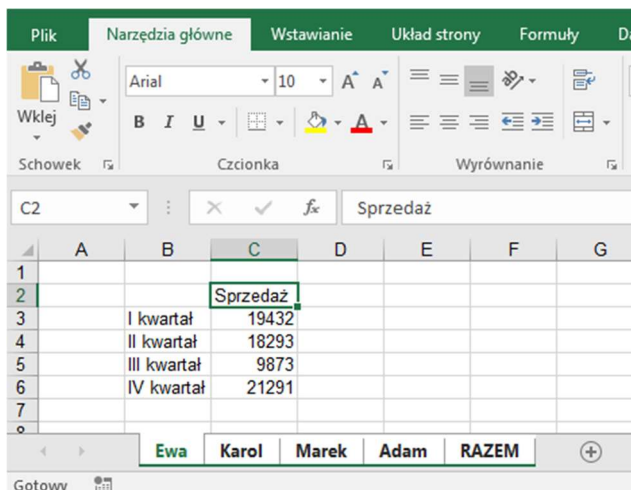 Plik Narzędzia główne Wstawianie Układ strony Formuły
Arial 10 A A
Wklej
B I U A
Schowek Czcionka Wyrównanie
C2 fx Sprzedaż
A B C D E F G
1
2 Sprzedaż
3 I kwartał 19432
4 II kwartał 18293
5 III kwartał 9873
6 IV kwartał 21291
7
Ewa Karol Marek Adam RAZEM
Gotowy